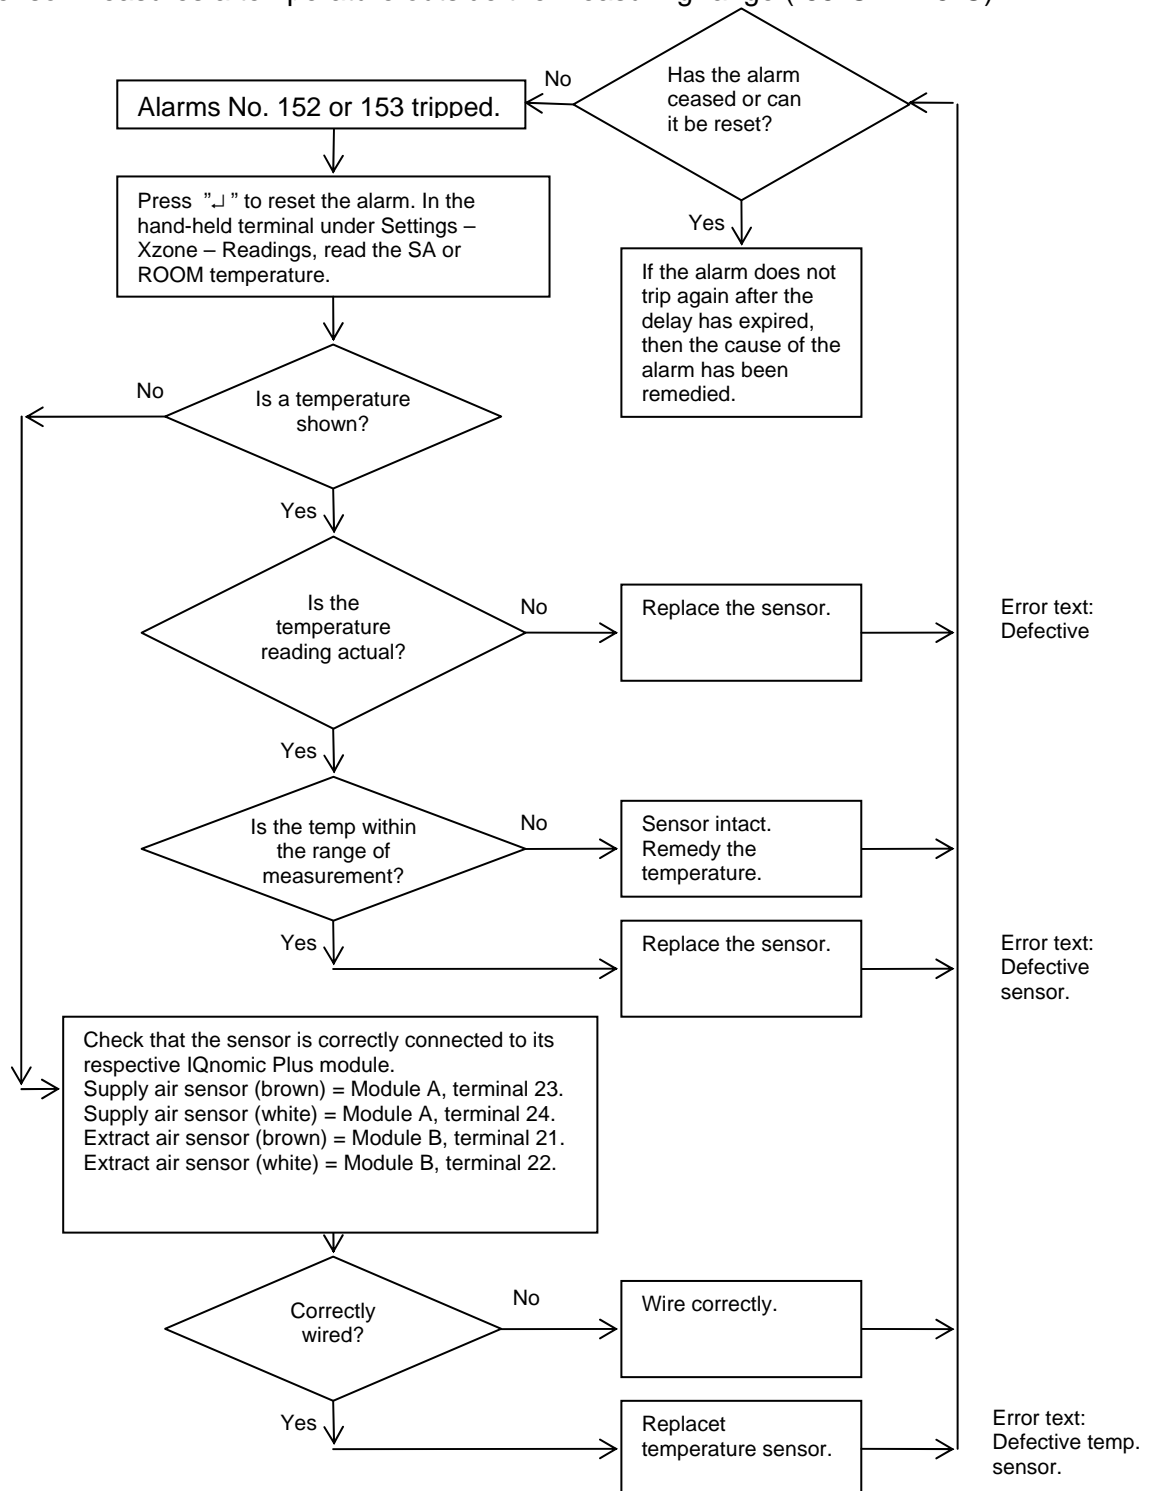 No
Has the alarm
ceased or can
it be reset?
Alarms No. 152 or 153 tripped.
Press "↵" to reset the alarm. In the
hand-held terminal under Settings –
Xzone – Readings, read the SA or
ROOM temperature.
Yes
If the alarm does not
trip again after the
delay has expired,
then the cause of the
alarm has been
remedied.
No
Is a temperature
shown?
Yes
Is the
temperature
reading actual?
No
Replace the sensor.
Error text:
Defective
Yes
Is the temp within
the range of
measurement?
No
Sensor intact.
Remedy the
temperature.
Yes
Replace the sensor.
Error text:
Defective
sensor.
Check that the sensor is correctly connected to its
respective IQnomic Plus module.
Supply air sensor (brown) = Module A, terminal 23.
Supply air sensor (white) = Module A, terminal 24.
Extract air sensor (brown) = Module B, terminal 21.
Extract air sensor (white) = Module B, terminal 22.
Correctly
wired?
No
Wire correctly.
Yes
Replacet
temperature sensor.
Error text:
Defective temp.
sensor.